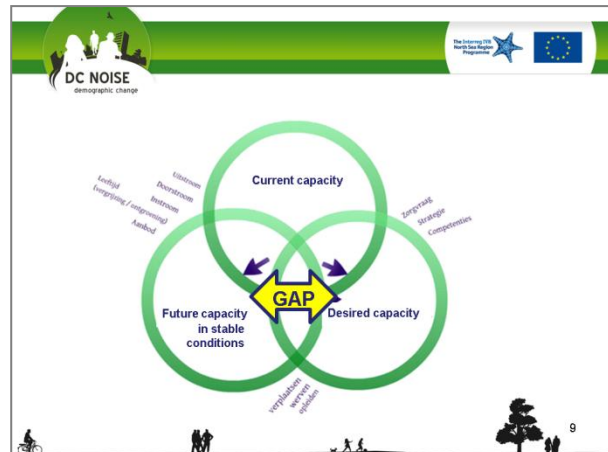 DC NOISE
demographic change
The Interreg IVB
North Sea Region
Programme
Current capacity
Uitstroom
Doorstroom
Instroom
Leeftijd
(vergrijzing / ontgroening)
Aanbod
Zorgvraag
Strategie
Competenties
GAP
Future capacity
in stable
conditions
Desired capacity
verplaatsen
werven
opleiden
9